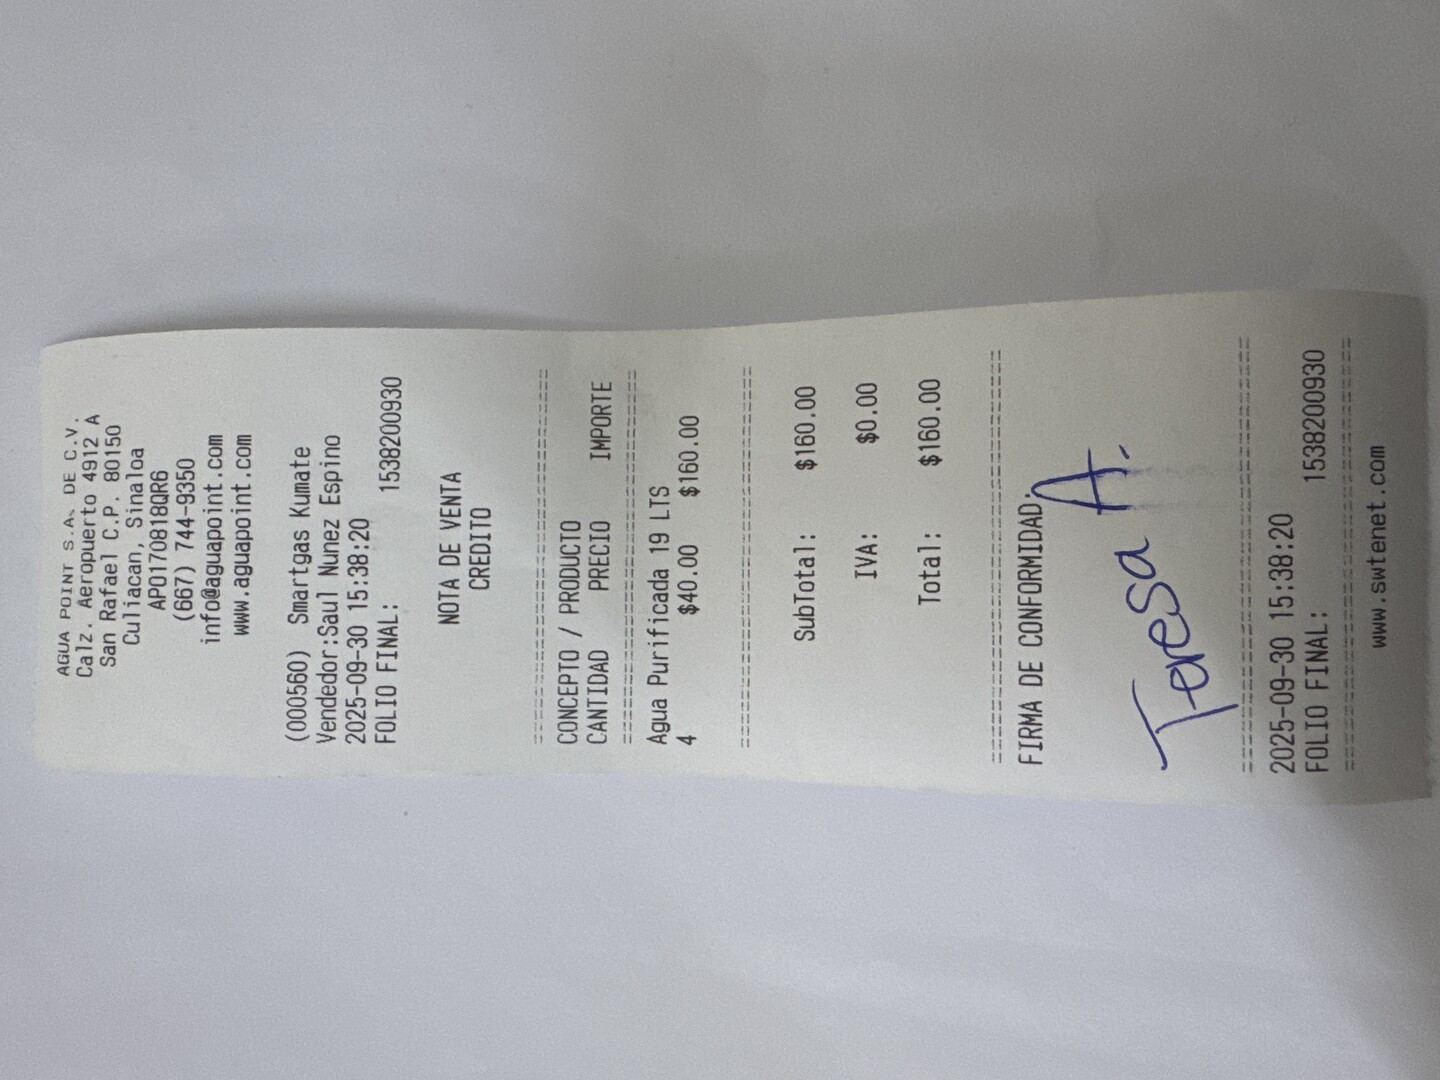 AGUA POINT S.A. DE C.V.
Calz. Aeropuerto 4912 A
San Rafael C.P. 80150
Culiacan, Sinaloa
APO170818QR6
(667) 744-9350
info@aguapoint.com
www.aguapoint.com
(000560) Smartgas Kumate
Vendedor:Saul Nunez Espino
2025-09-30 15:38:20
FOLIO FINAL: 1538200930
NOTA DE VENTA
CREDITO
CONCEPTO / PRODUCTO
CANTIDAD PRECIO IMPORTE
Agua Purificada 19 LTS
4 $40.00 $160.00
SubTotal: $160.00
IVA: $0.00
Total: $160.00
FIRMA DE CONFORMIDAD.
Teresa A.
2025-09-30 15:38:20
FOLIO FINAL: 1538200930
www.swtenet.com